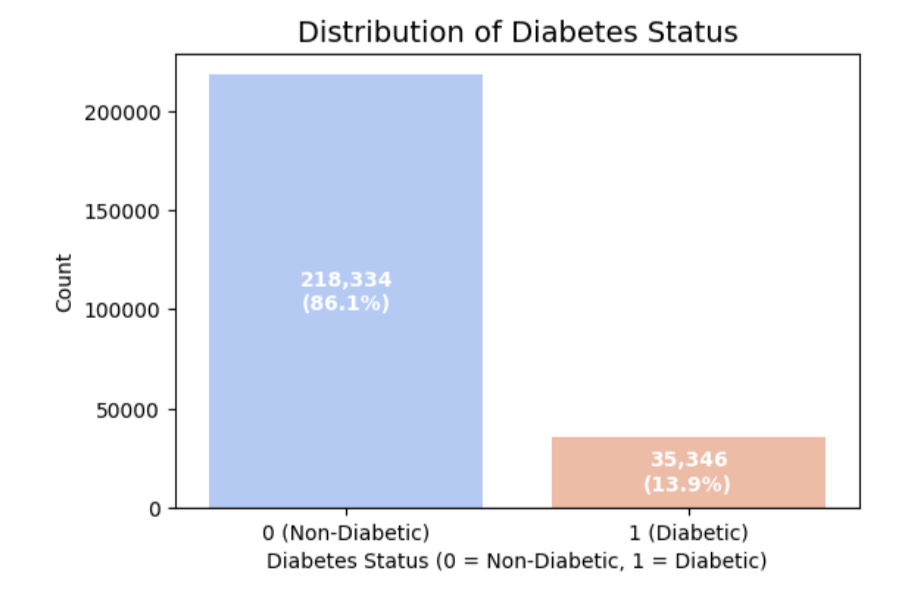 Distribution of Diabetes Status
Count
200000
150000
100000
50000
0
218,334
(86.1%)
35,346
(13.9%)
0 (Non-Diabetic)
1 (Diabetic)
Diabetes Status (0 = Non-Diabetic, 1 = Diabetic)